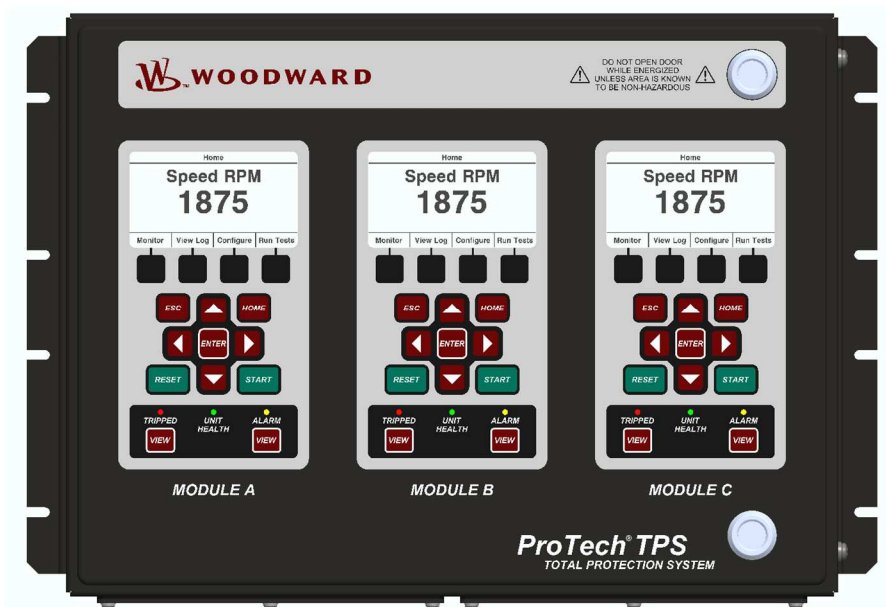 WOODWARD
DO NOT OPEN DOOR
WHILE ENERGIZED
UNLESS AREA IS KNOWN
TO BE NON-HAZARDOUS
Home
Speed RPM
1875
Monitor View Log Configure Run Tests
ESC HOME
ENTER
RESET START
TRIPPED UNIT HEALTH ALARM
VIEW VIEW
MODULE A
Home
Speed RPM
1875
Monitor View Log Configure Run Tests
ESC HOME
ENTER
RESET START
TRIPPED UNIT HEALTH ALARM
VIEW VIEW
MODULE B
Home
Speed RPM
1875
Monitor View Log Configure Run Tests
ESC HOME
ENTER
RESET START
TRIPPED UNIT HEALTH ALARM
VIEW VIEW
MODULE C
ProTech® TPS
TOTAL PROTECTION SYSTEM